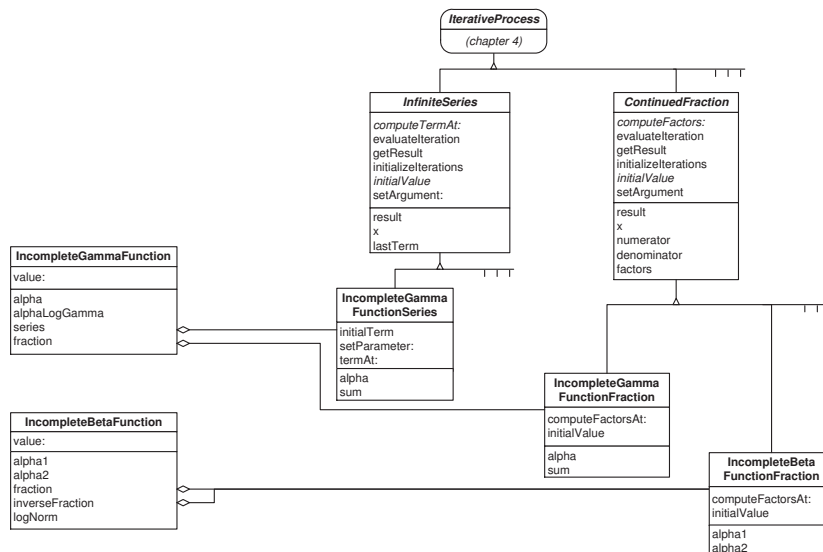 IterativeProcess
(chapter 4)
InfiniteSeries
computeTermAt:
evaluateIteration
getResult
initializeIterations
initialValue
setArgument:
result
x
lastTerm
ContinuedFraction
computeFactors:
evaluateIteration
getResult
initializeIterations
initialValue
setArgument
result
x
numerator
denominator
factors
IncompleteGammaFunction
value:
alpha
alphaLogGamma
series
fraction
IncompleteGamma
FunctionSeries
initialTerm
setParameter:
termAt:
alpha
sum
IncompleteGamma
FunctionFraction
computeFactorsAt:
initialValue
alpha
sum
IncompleteBetaFunction
value:
alpha1
alpha2
fraction
inverseFraction
logNorm
IncompleteBeta
FunctionFraction
computeFactorsAt:
initialValue
alpha1
alpha2